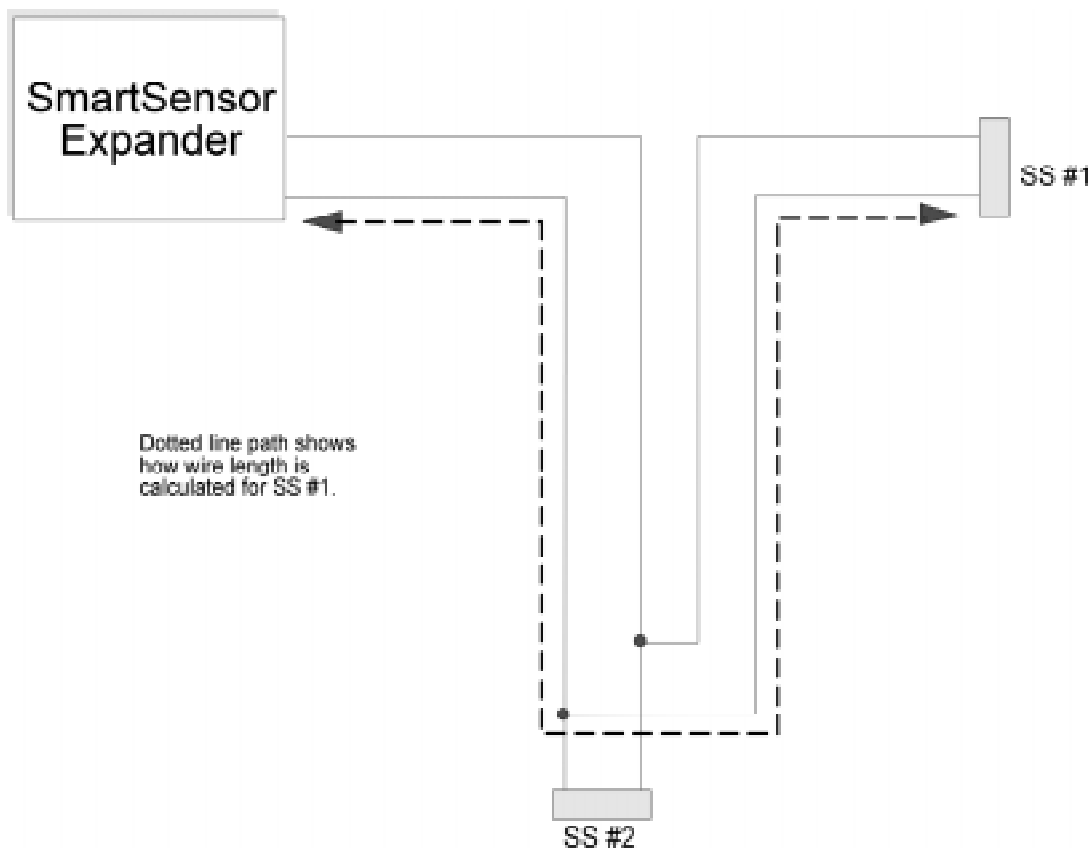 SmartSensor
Expander
SS #1
Dotted line path shows
how wire length is
calculated for SS #1.
SS #2